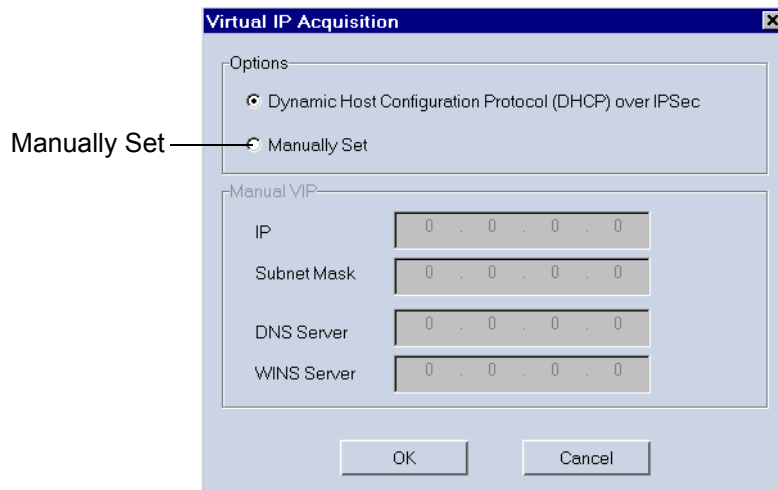 Virtual IP Acquisition
Options
Dynamic Host Configuration Protocol (DHCP) over IPSec
Manually Set
Manually Set
Manual VIP
IP
0 . 0 . 0 . 0
Subnet Mask
0 . 0 . 0 . 0
DNS Server
0 . 0 . 0 . 0
WINS Server
0 . 0 . 0 . 0
OK
Cancel